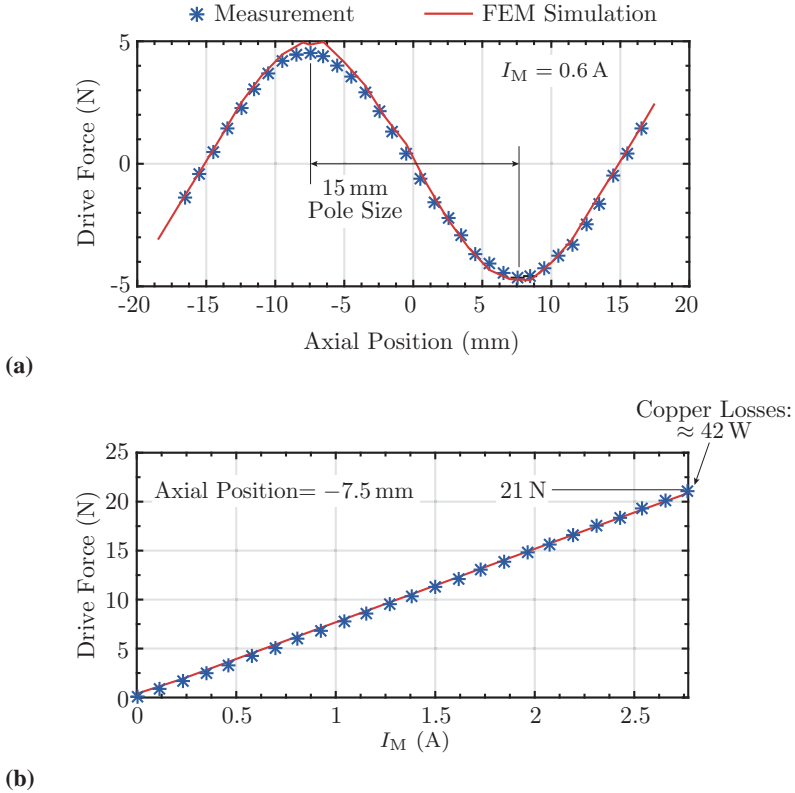 Measurement FEM Simulation
5
0
-5
Drive Force (N)
I_M = 0.6 A
15 mm
Pole Size
-20 -15 -10 -5 0 5 10 15 20
Axial Position (mm)
(a)
Copper Losses:
≈ 42 W
25
20
15
10
5
0
Drive Force (N)
Axial Position= −7.5 mm
21 N
0 0.5 1 1.5 2 2.5
I_M (A)
(b)